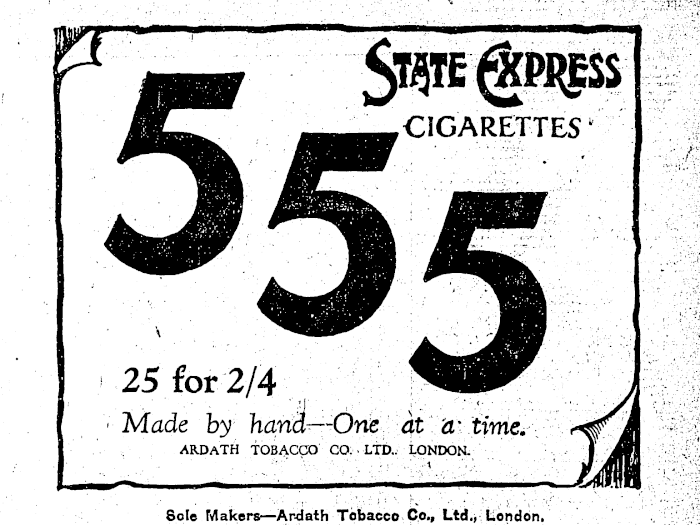 STATE EXPRESS
CIGARETTES
555
25 for 2/4
Made by hand—One at a time.
ARDATH TOBACCO CO. LTD. LONDON.
Sole Makers—Ardath Tobacco Co., Ltd., London.